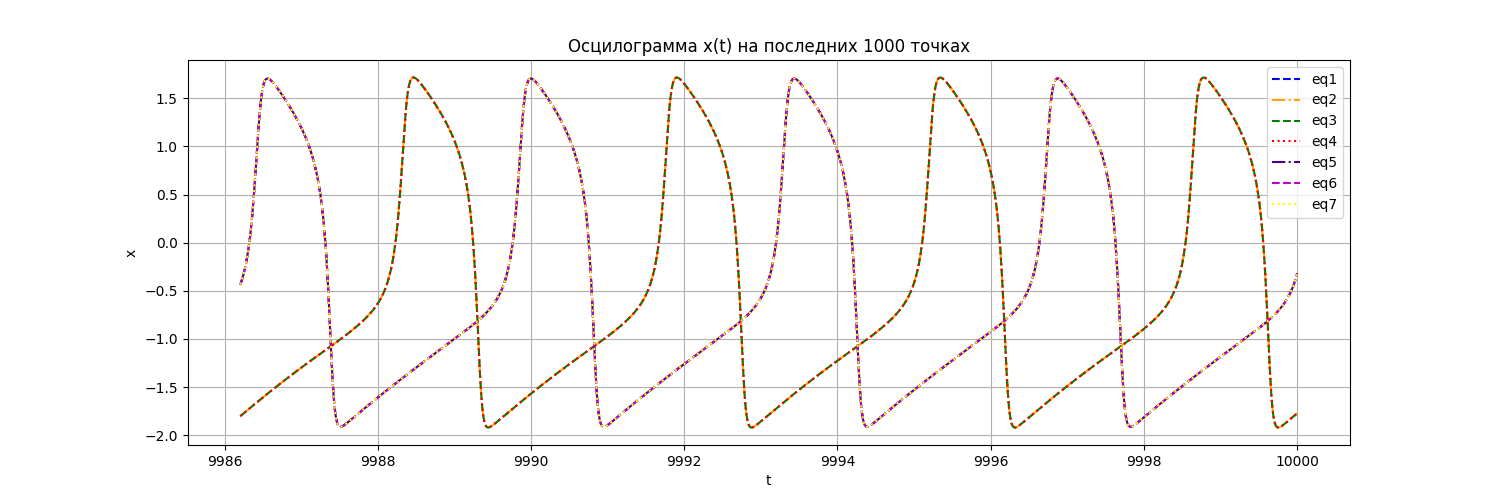 Осцилограмма x(t) на последних 1000 точках
x
1.5
1.0
0.5
0.0
−0.5
−1.0
−1.5
−2.0
eq1
eq2
eq3
eq4
eq5
eq6
eq7
9986
9988
9990
9992
9994
9996
9998
10000
t